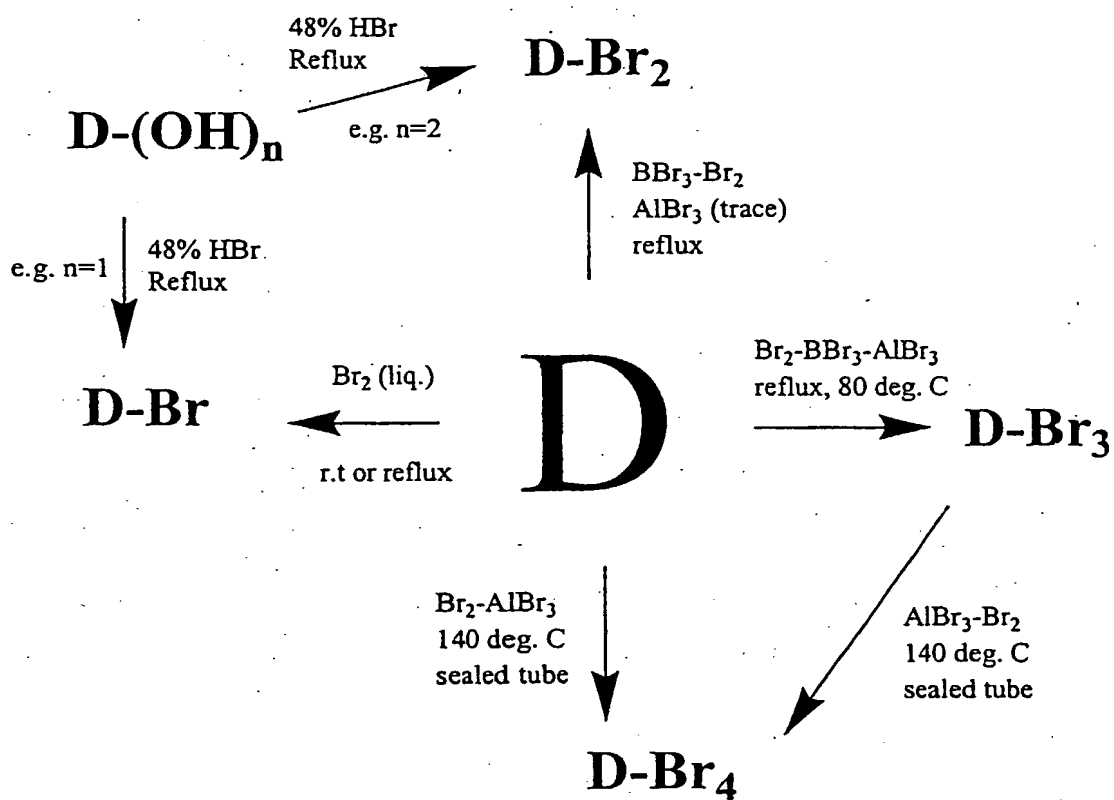 48% HBr
Reflux
D-Br₂
D-(OH)ₙ
e.g. n=2
BBr₃-Br₂
AlBr₃ (trace)
reflux
e.g. n=1
48% HBr
Reflux
D-Br
Br₂ (liq.)
r.t or reflux
D
Br₂-BBr₃-AlBr₃
reflux, 80 deg. C
D-Br₃
Br₂-AlBr₃
140 deg. C
sealed tube
AlBr₃-Br₂
140 deg. C
sealed tube
D-Br₄